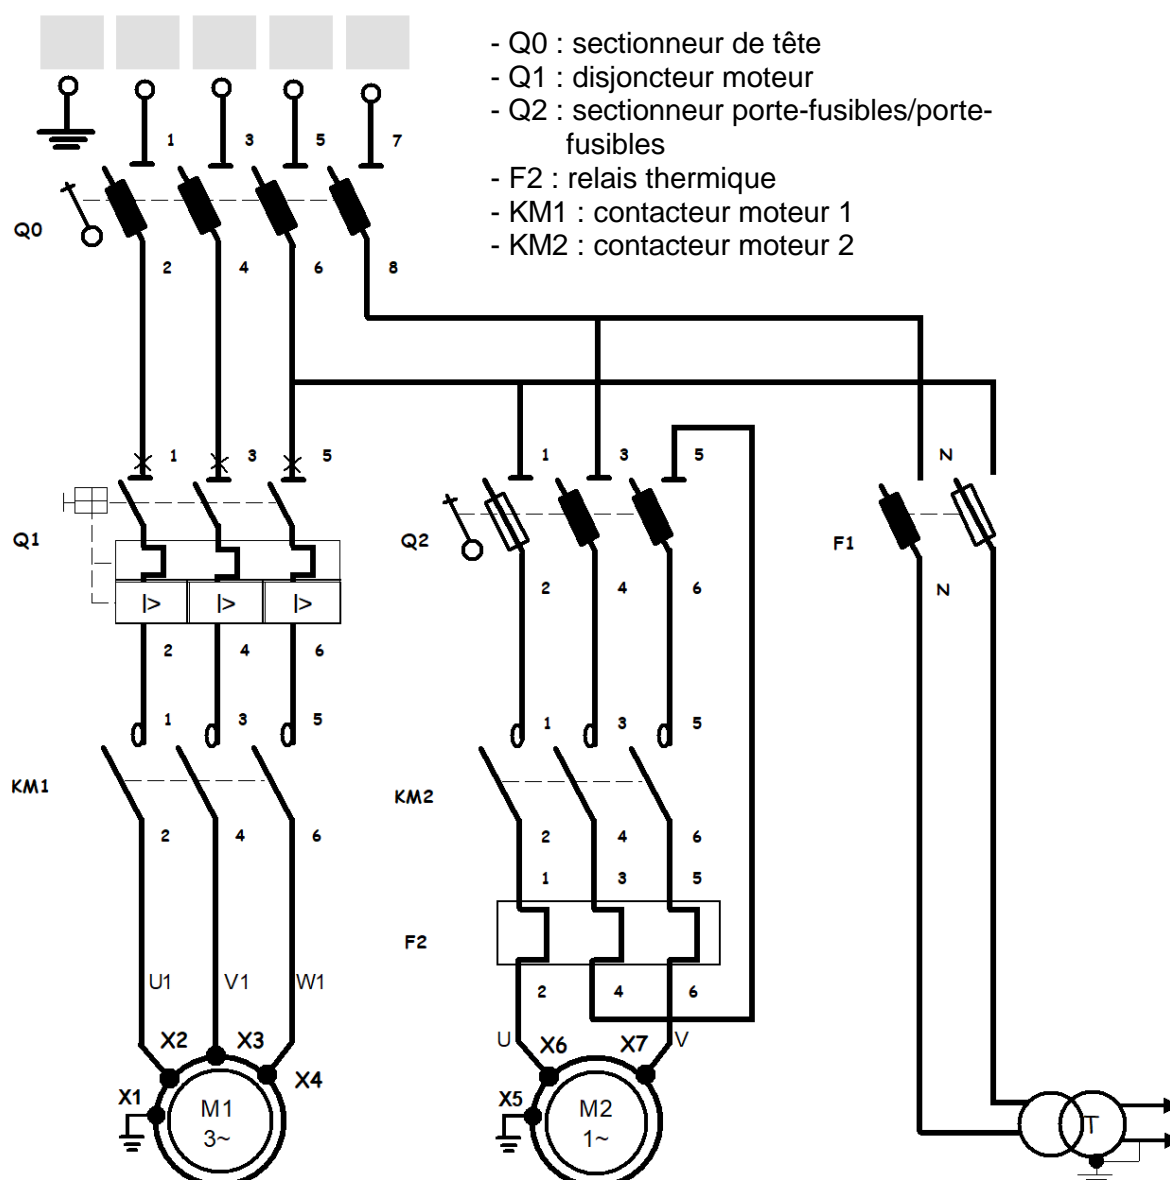 - Q0 : sectionneur de tête
- Q1 : disjoncteur moteur
- Q2 : sectionneur porte-fusibles/porte-
fusibles
- F2 : relais thermique
- KM1 : contacteur moteur 1
- KM2 : contacteur moteur 2
1 3 5 7
Q0
2 4 6 8
1 3 5 1 3 5 N
Q1 Q2 F1
I> I> I>
2 4 6 2 4 6 N
1 3 5 1 3 5
KM1 KM2
2 4 6 2 4 6
1 3 5
F2
U1 V1 W1 2 4 6
U V
X2 X3 X6 X7
X4
X1 X5
M1 M2 T
3~ 1~